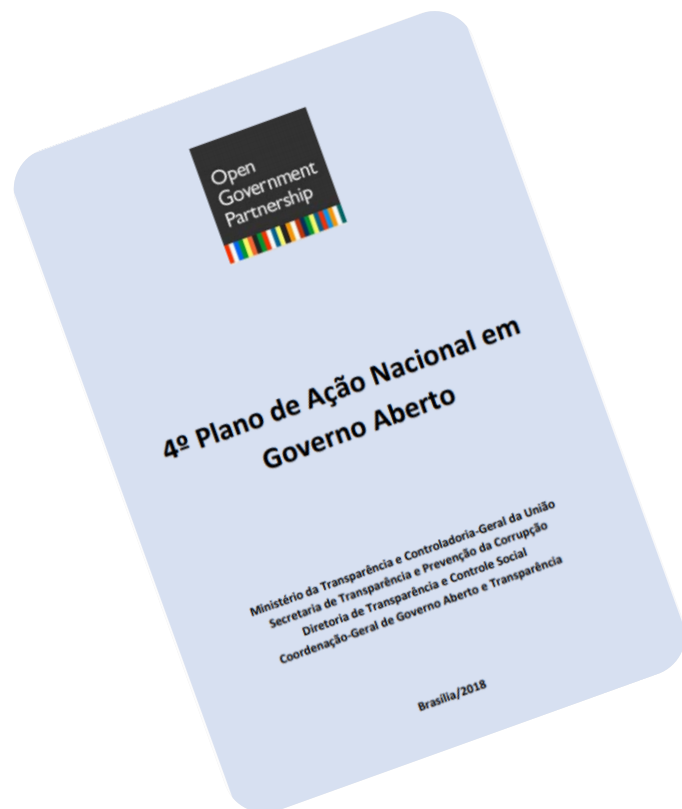 Open
Government
Partnership
4º Plano de Ação Nacional em
Governo Aberto
Ministério da Transparência e Controladoria-Geral da União
Secretaria de Transparência e Prevenção da Corrupção
Diretoria de Transparência e Controle Social
Coordenação-Geral de Governo Aberto e Transparência
Brasília/2018